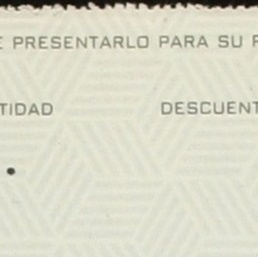 E PRESENTARLO PARA SU
TIDAD DESCUENT